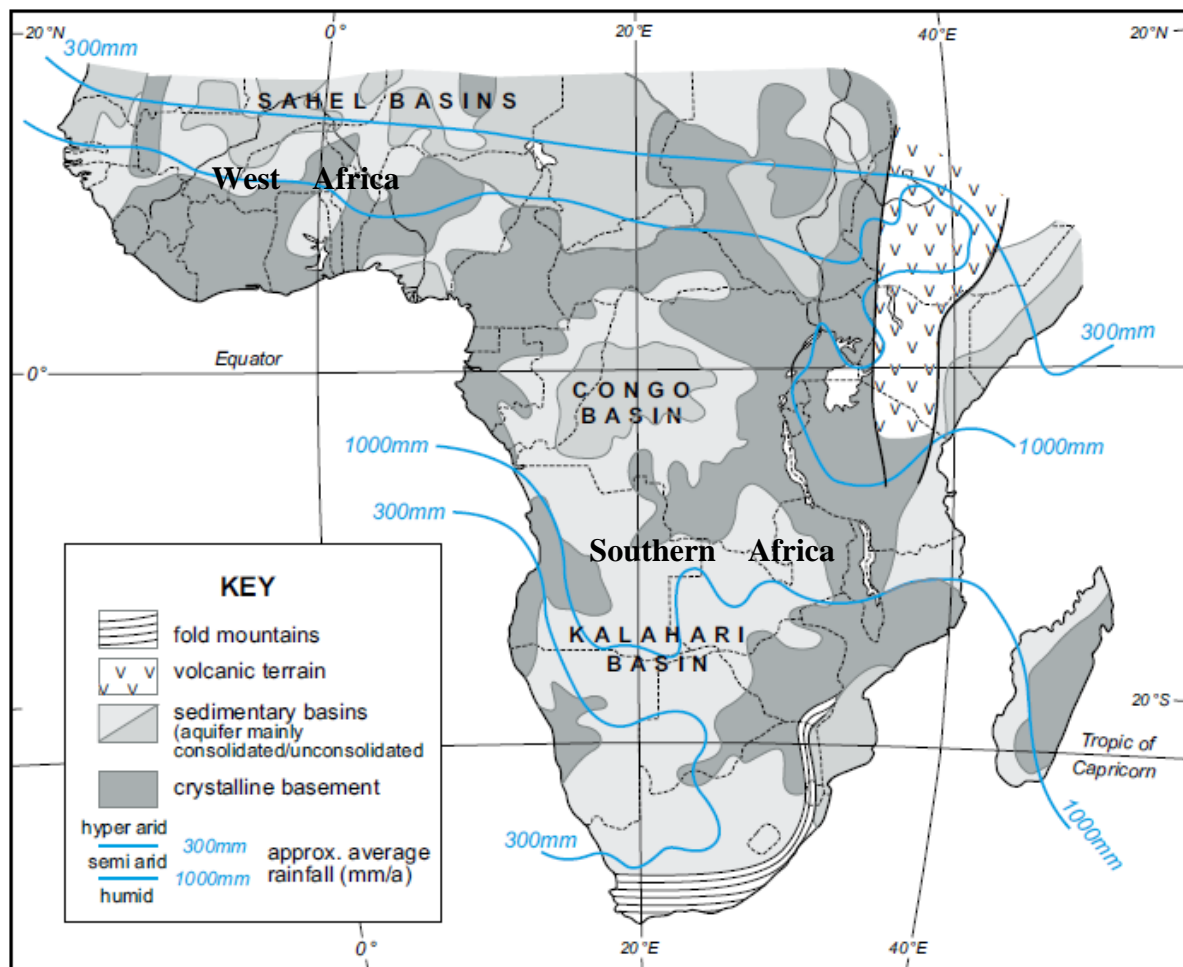 20°N
0°
20°E
40°E
20°N
300mm
SAHEL BASINS
West Africa
Equator
0°
300mm
CONGO
BASIN
1000mm
1000mm
300mm
Southern Africa
KALAHARI
BASIN
20°S
Tropic of
Capricorn
1000mm
300mm
KEY
fold mountains
volcanic terrain
sedimentary basins
(aquifer mainly
consolidated/unconsolidated
crystalline basement
hyper arid
300mm
semi arid
1000mm
humid
approx. average
rainfall (mm/a)
0°
20°E
40°E